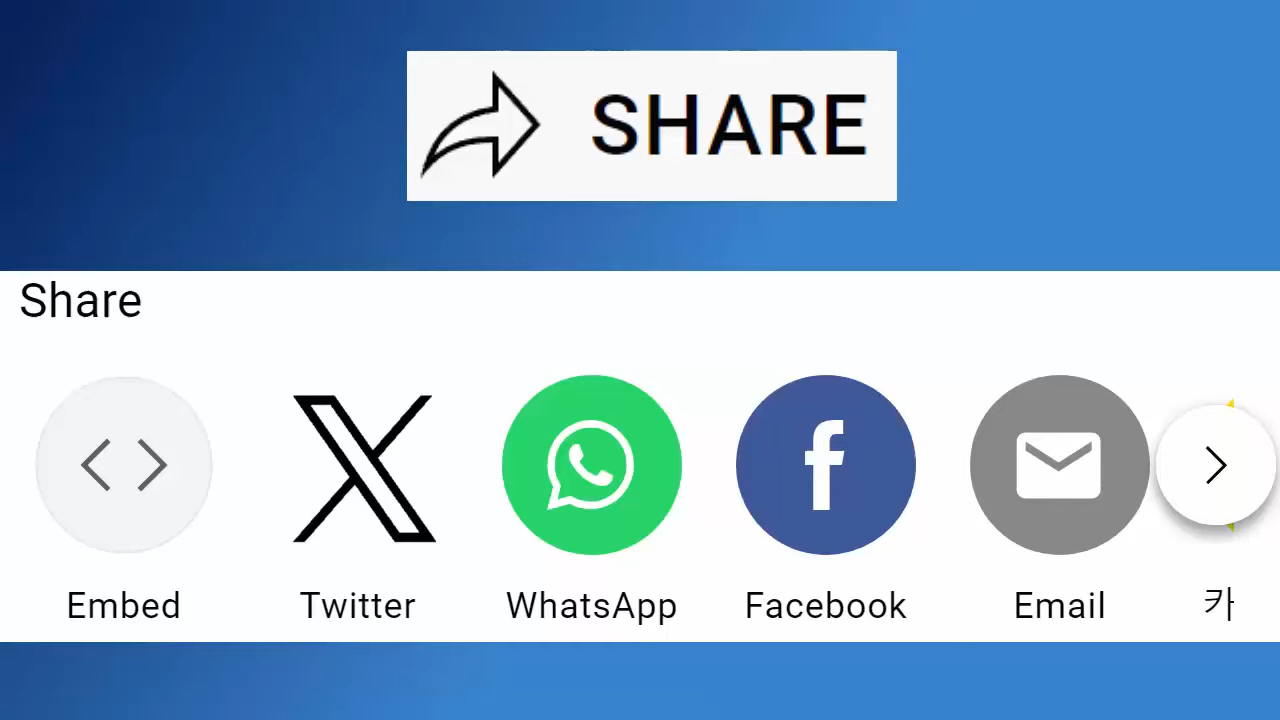 SHARE
Share
Embed
Twitter
WhatsApp
Facebook
Email
카